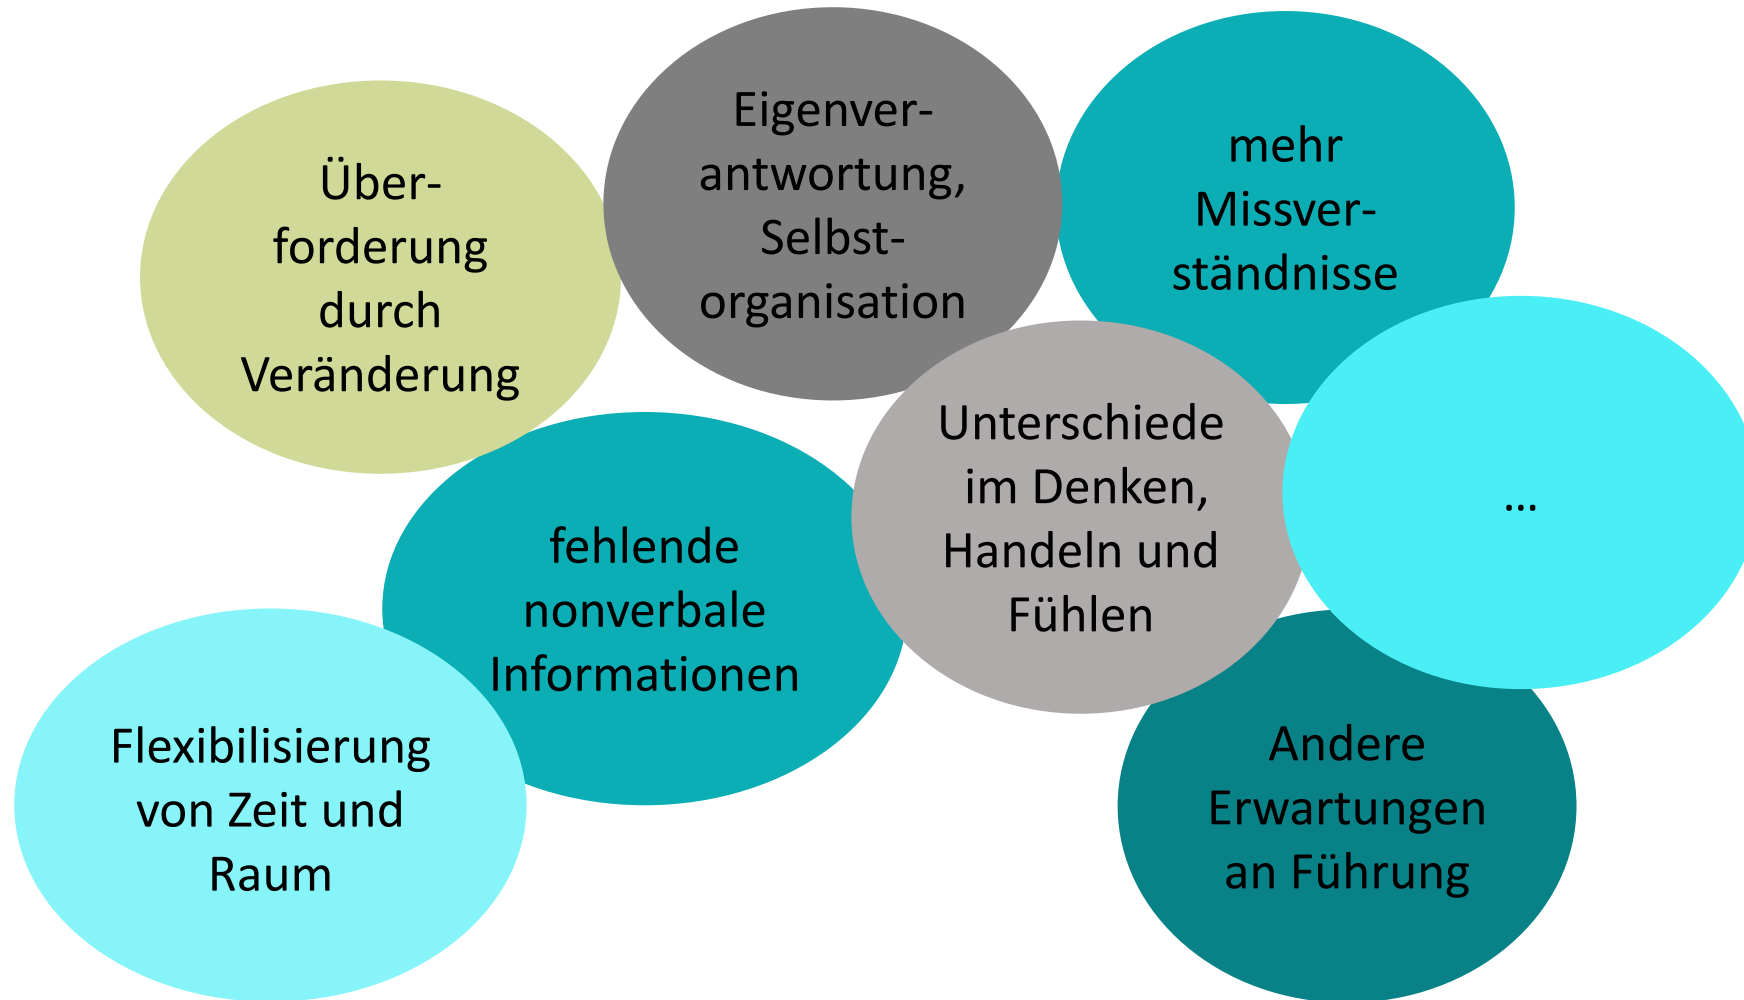 Über-
forderung
durch
Veränderung
Eigenver-
antwortung,
Selbst-
organisation
mehr
Missver-
ständnisse
fehlende
nonverbale
Informationen
Unterschiede
im Denken,
Handeln und
Fühlen
...
Flexibilisierung
von Zeit und
Raum
Andere
Erwartungen
an Führung